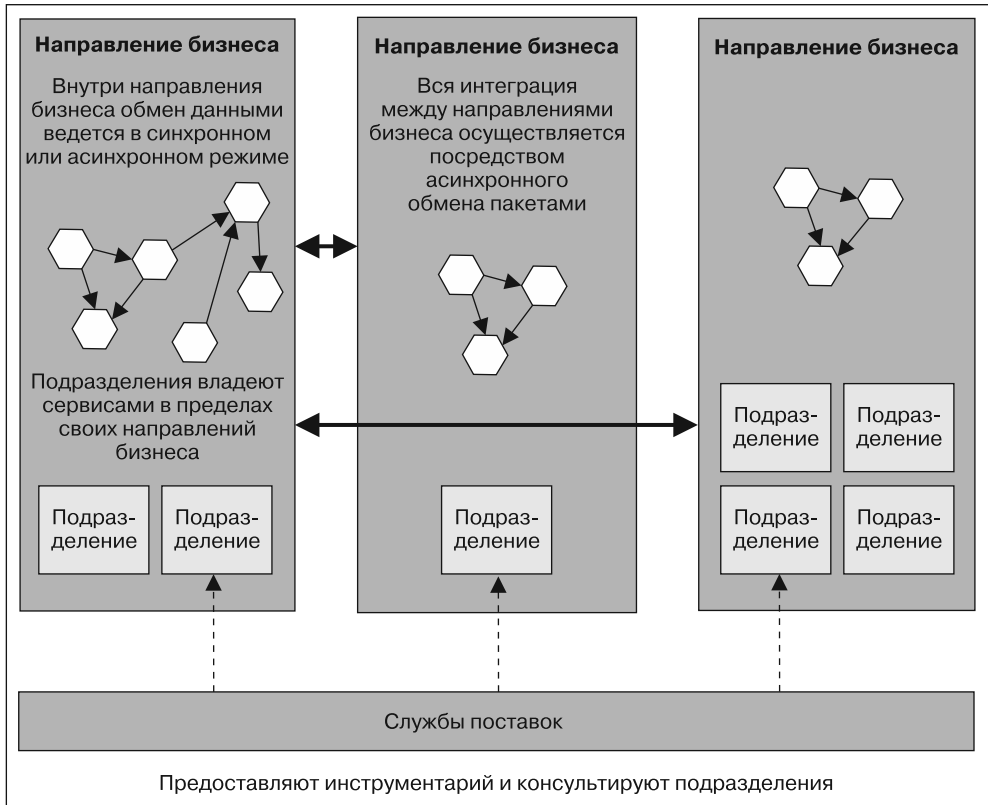 Направление бизнеса
Внутри направления
бизнеса обмен данными
ведется в синхронном
или асинхронном режиме
Подразделения владеют
сервисами в пределах
своих направлений
бизнеса
Подраз-
деление
Подраз-
деление
Направление бизнеса
Вся интеграция
между направлениями
бизнеса осуществляется
посредством
асинхронного
обмена пакетами
Подраз-
деление
Направление бизнеса
Подраз-
деление
Подраз-
деление
Подраз-
деление
Подраз-
деление
Службы поставок
Предоставляют инструментарий и консультируют подразделения